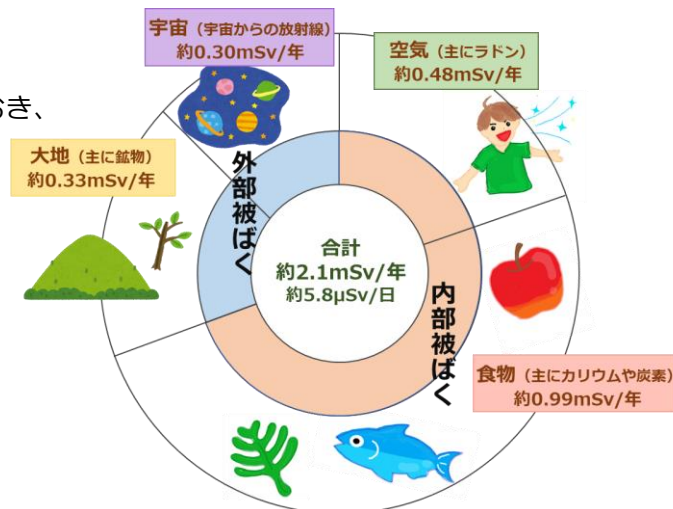 宇宙（宇宙からの放射線）
約0.30mSv/年
空気（主にラドン）
約0.48mSv/年
おき、
大地（主に鉱物）
約0.33mSv/年
外部被ばく
合計
約2.1mSv/年
約5.8μSv/日
内部被ばく
食物（主にカリウムや炭素）
約0.99mSv/年